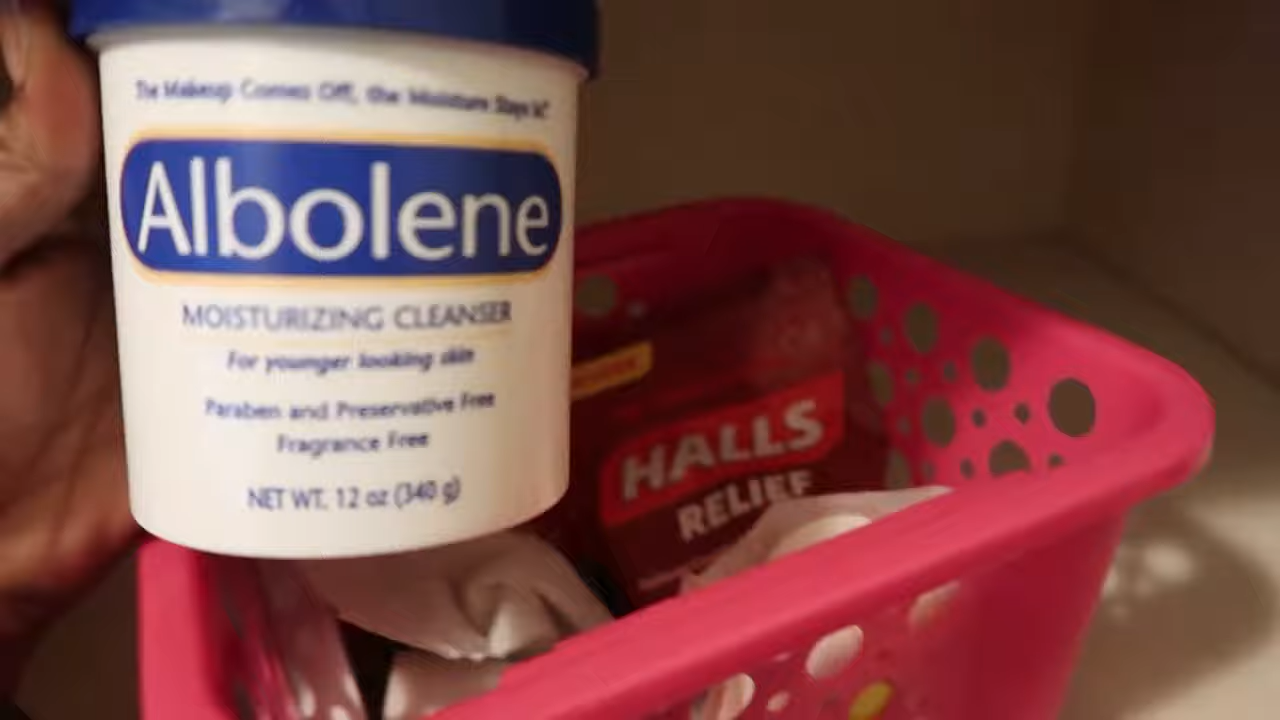 The Makeup Comes Off, the Moisture Stays In.®
Albolene
MOISTURIZING CLEANSER
For younger looking skin
Paraben and Preservative Free
Fragrance Free
NET WT. 12 oz (340 g)
HALLS
RELIEF